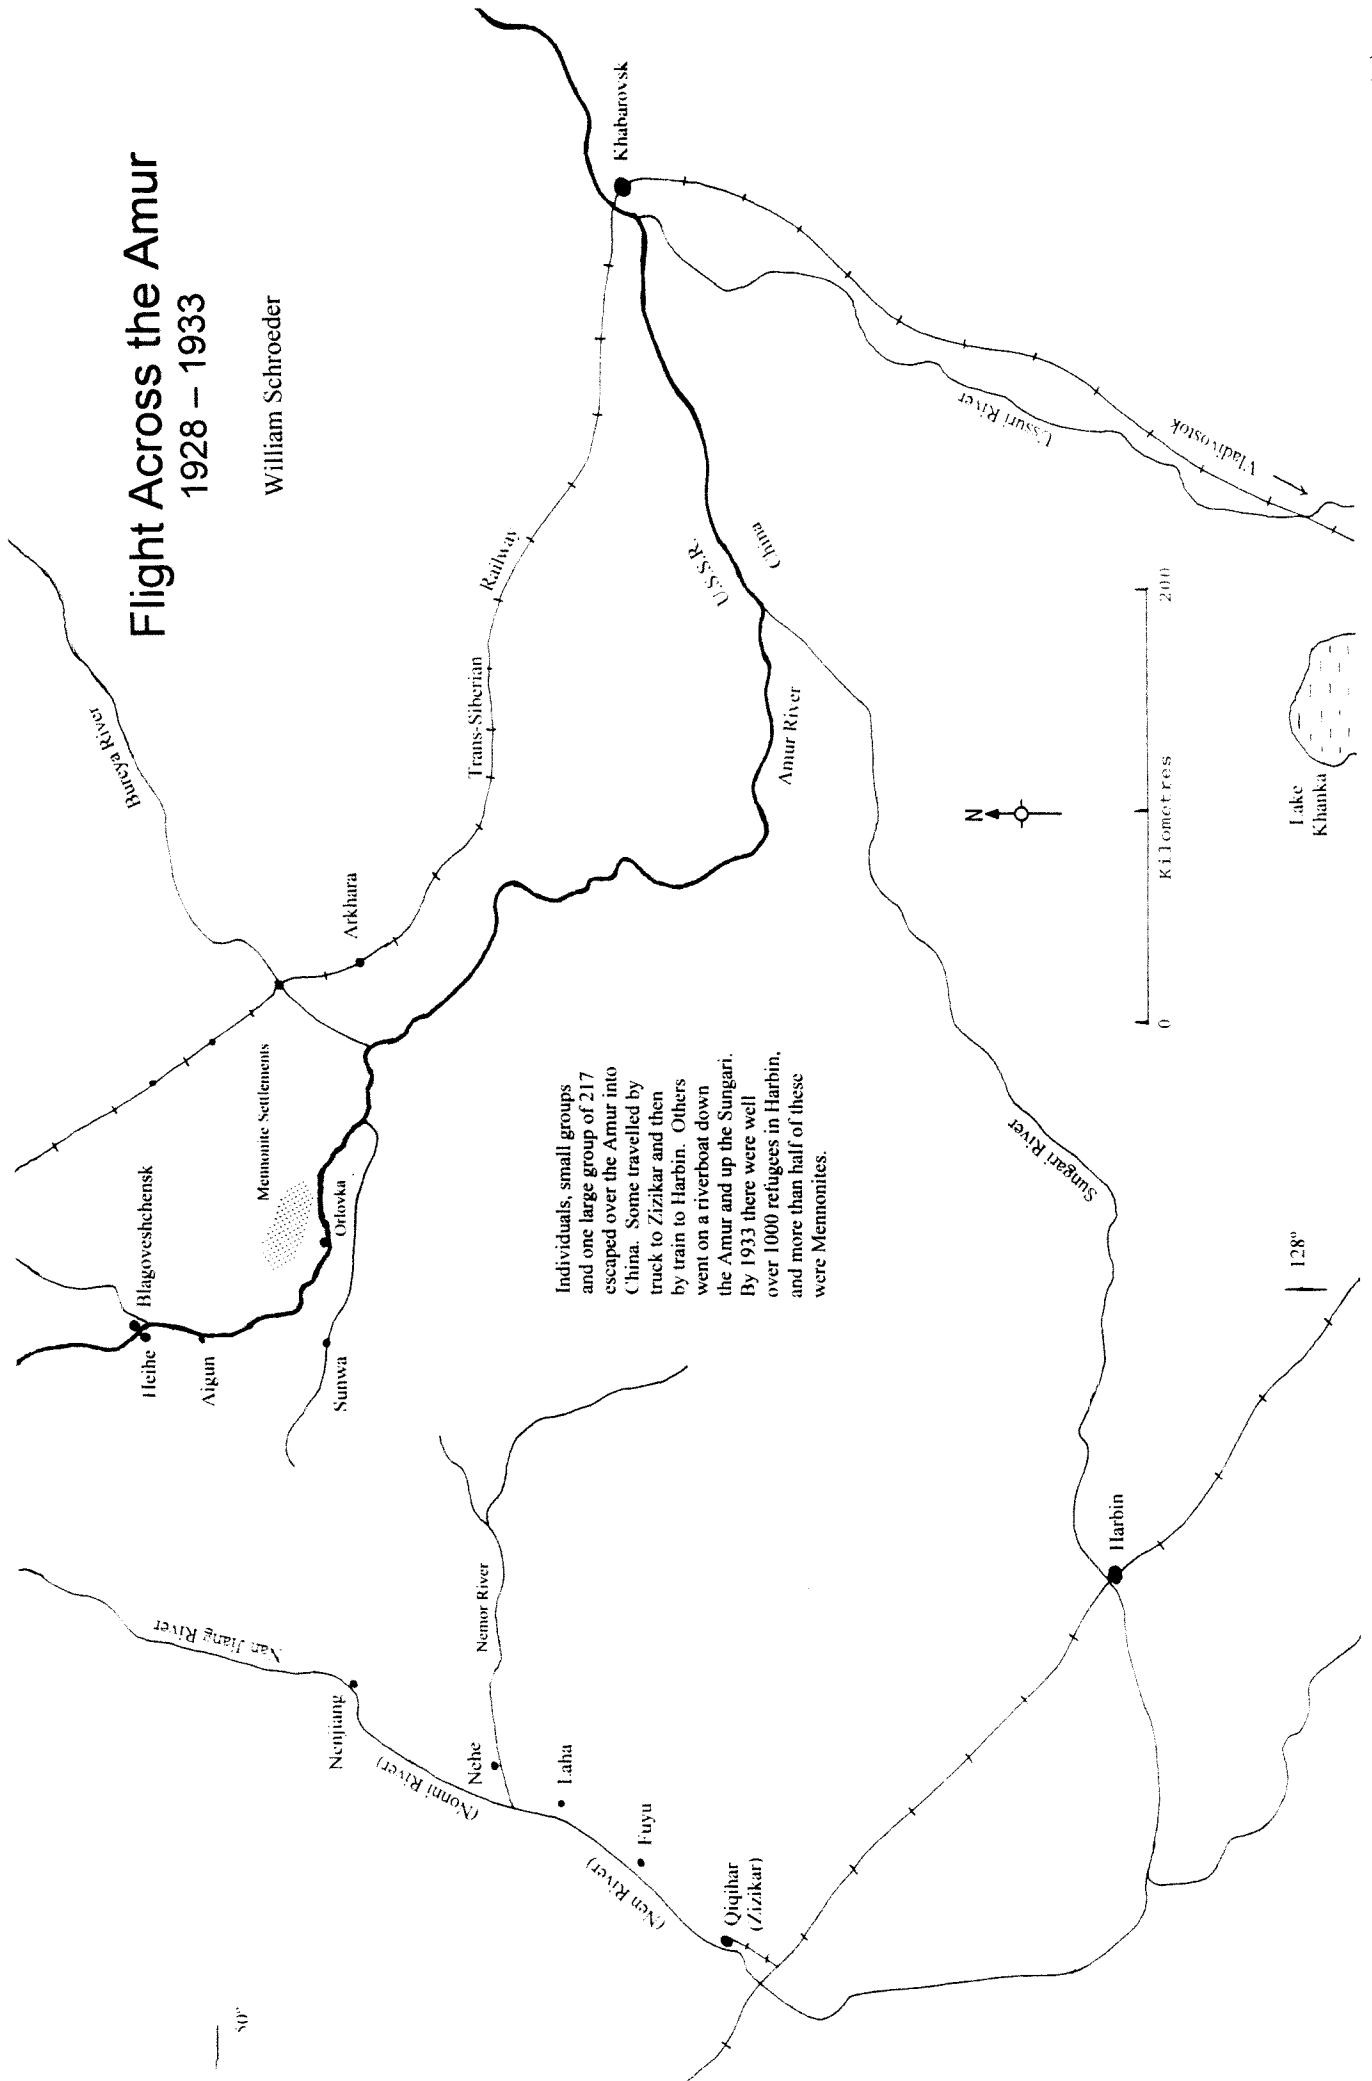 Flight Across the Amur
1928 – 1933
William Schroeder
Bureya River
Khabarovsk
Railway
Trans-Siberian
Arkhara
Mennonite Settlements
Blagoveshchensk
Heihe
Aigun
Orlovka
Sunwa
U.S.S.R.
China
Amur River
Ussuri River
Vladivostok
Individuals, small groups
and one large group of 217
escaped over the Amur into
China. Some travelled by
truck to Zizikar and then
by train to Harbin. Others
went on a riverboat down
the Amur and up the Sungari.
By 1933 there were well
over 1000 refugees in Harbin,
and more than half of these
were Mennonites.
Nan Jiang River
Nenjiang
(Nonni River)
Nemor River
Nehe
Laha
Fuyu
(Nen River)
Qiqihar
(Zizikar)
Sungari River
Harbin
N
0
200
Kilometres
Lake
Khanka
128°
50°